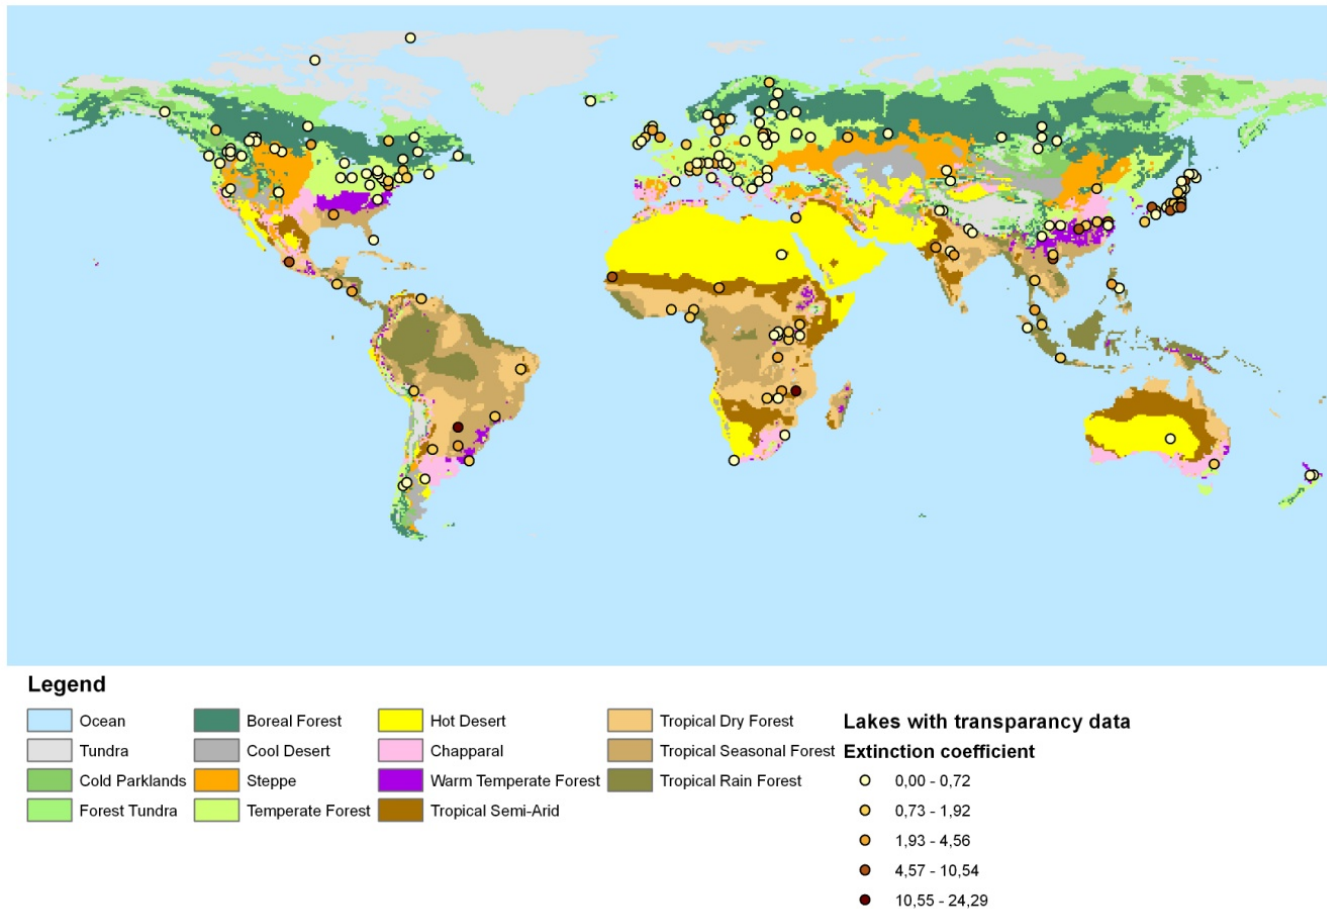 Legend
Ocean
Tundra
Cold Parklands
Forest Tundra
Boreal Forest
Cool Desert
Steppe
Temperate Forest
Hot Desert
Chapparal
Warm Temperate Forest
Tropical Semi-Arid
Tropical Dry Forest
Tropical Seasonal Forest
Tropical Rain Forest
Lakes with transparancy data
Extinction coefficient
0,00 - 0,72
0,73 - 1,92
1,93 - 4,56
4,57 - 10,54
10,55 - 24,29